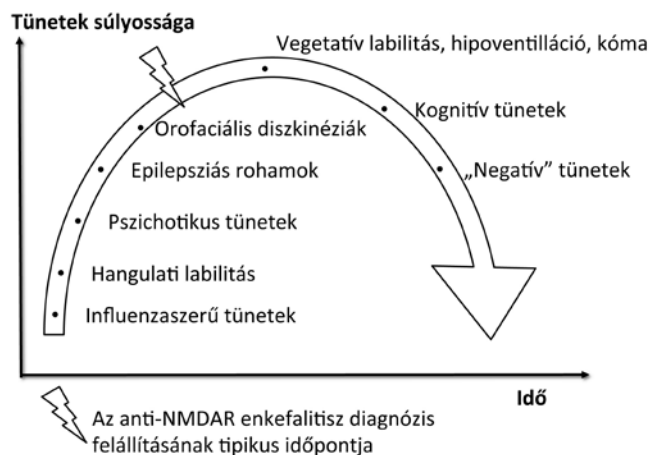 Tünetek súlyossága
Vegetatív labilitás, hipoventilláció, kóma
Kognitív tünetek
Orofaciális diszkinéziák
Epilepsziás rohamok
„Negatív” tünetek
Pszichotikus tünetek
Hangulati labilitás
Influenzaszerű tünetek
Idő
Az anti-NMDAR enkefalitisz diagnózis
felállításának tipikus időpontja